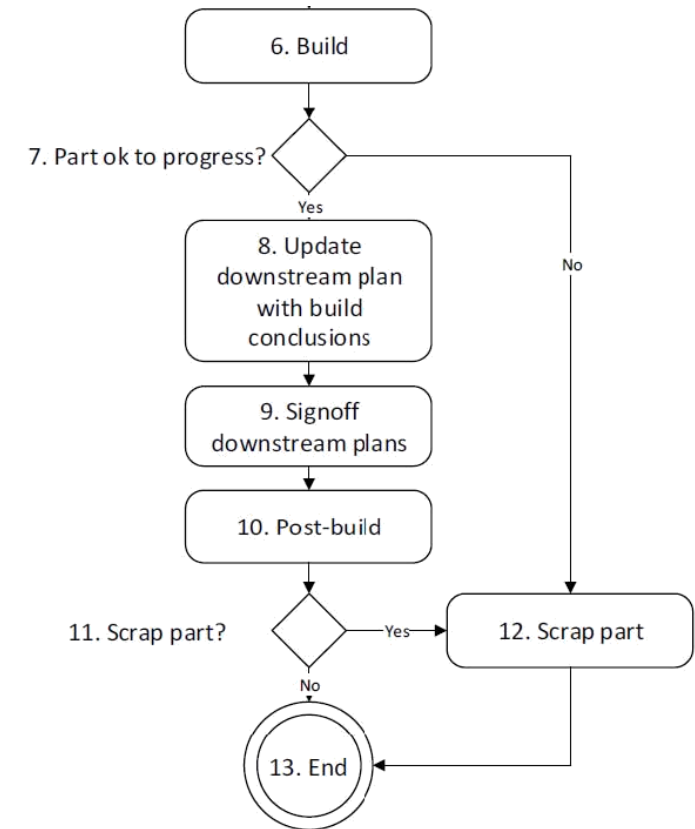 6. Build
7. Part ok to progress?
Yes
8. Update
downstream plan
with build
conclusions
No
9. Signoff
downstream plans
10. Post-build
11. Scrap part?
Yes
12. Scrap part
No
13. End